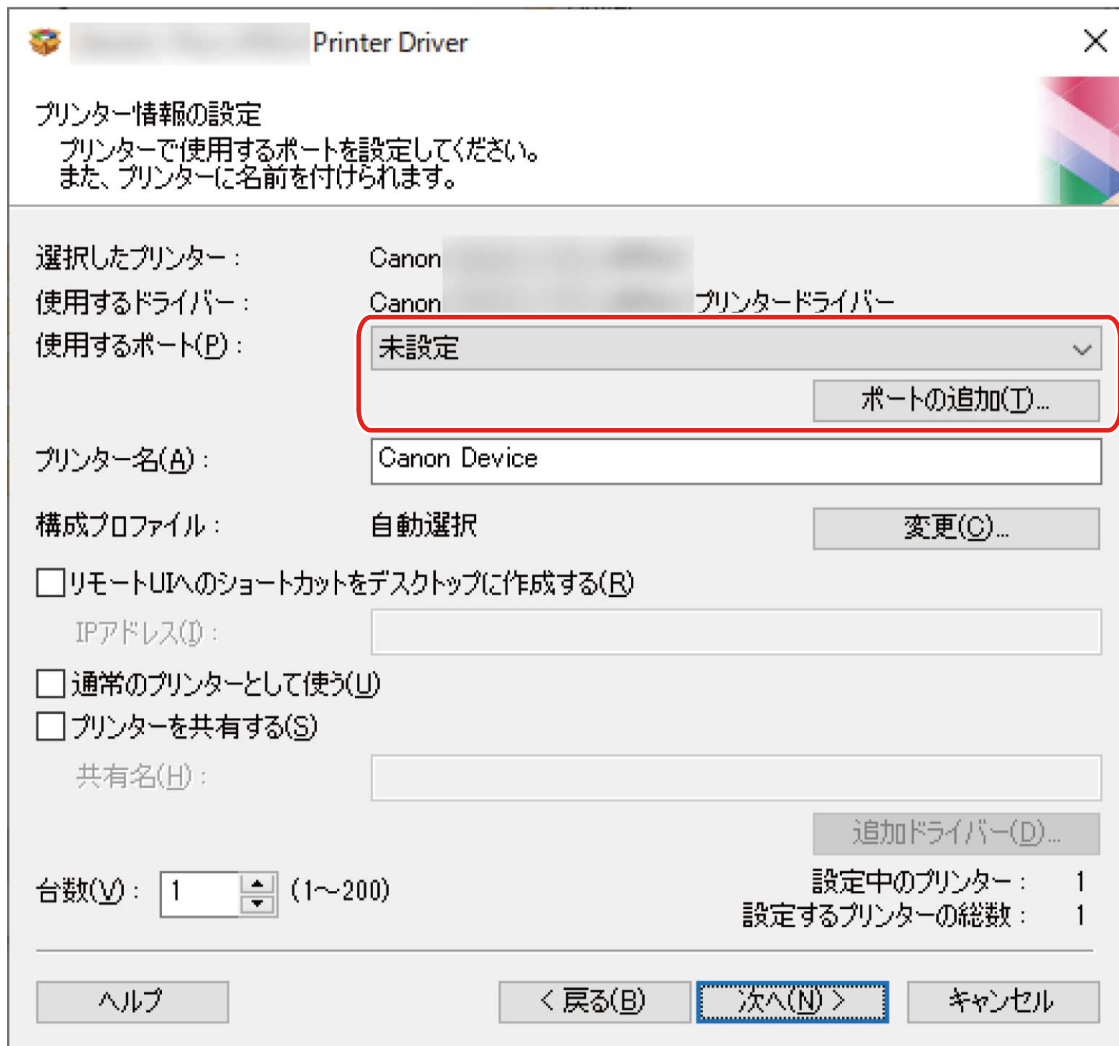 Printer Driver
プリンター情報の設定
プリンターで使用するポートを設定してください。
また、プリンターに名前を付けられます。
選択したプリンター： Canon
使用するドライバー： Canon プリンタードライバー
使用するポート(P)： 未設定
ポートの追加(T)...
プリンター名(A)： Canon Device
構成プロファイル： 自動選択 変更(C)...
リモートUIへのショートカットをデスクトップに作成する(R)
IPアドレス(I)：
通常のプリンターとして使う(U)
プリンターを共有する(S)
共有名(H)：
追加ドライバー(D)...
台数(V)： 1 (1～200) 設定中のプリンター： 1
設定するプリンターの総数： 1
ヘルプ < 戻る(B) 次へ(N) > キャンセル